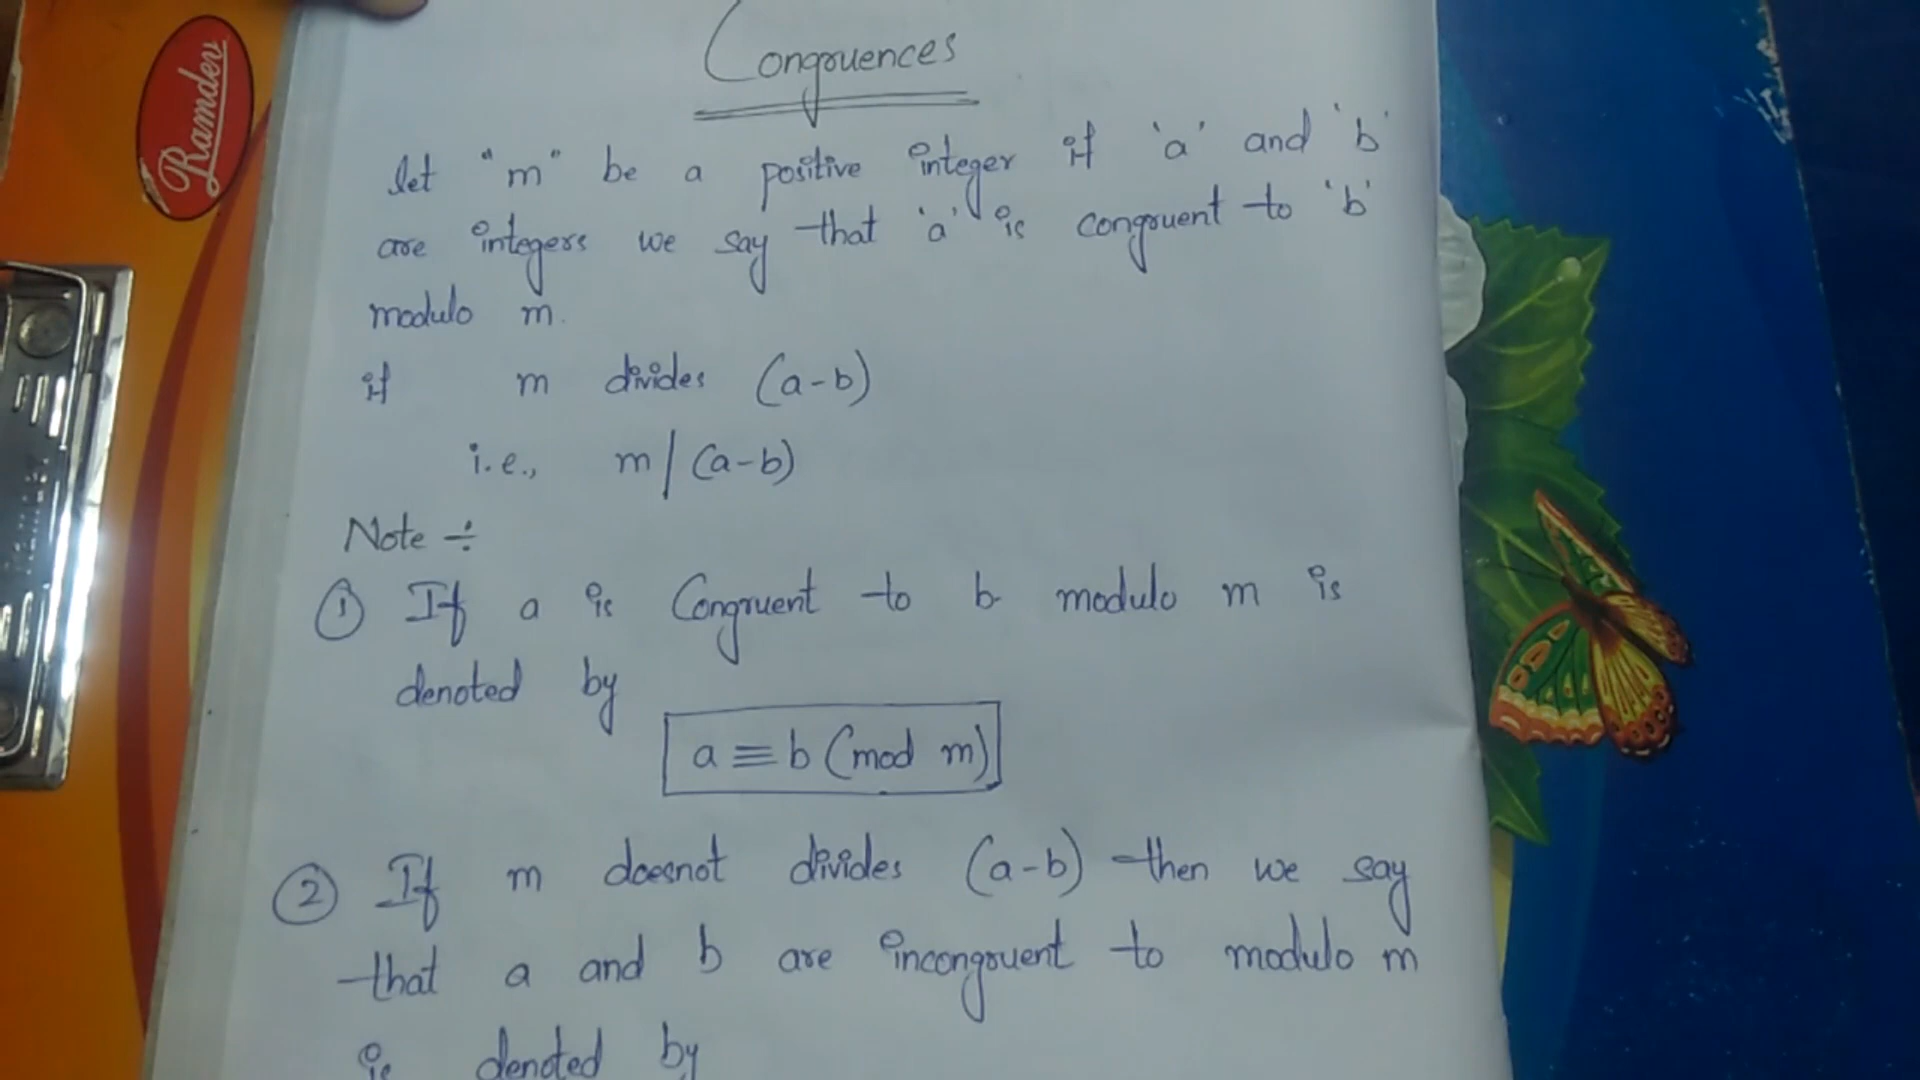 Ramdev
Congruences
let "m" be a positive integer if 'a' and 'b'
are integers we say that 'a' is congruent to 'b'
modulo m.
if m divides (a-b)
i.e., m/(a-b)
Note ÷
① If a is Congruent to b modulo m is
denoted by
a ≡ b (mod m)
② If m doesnot divides (a-b) then we say
that a and b are incongruent to modulo m
is denoted by